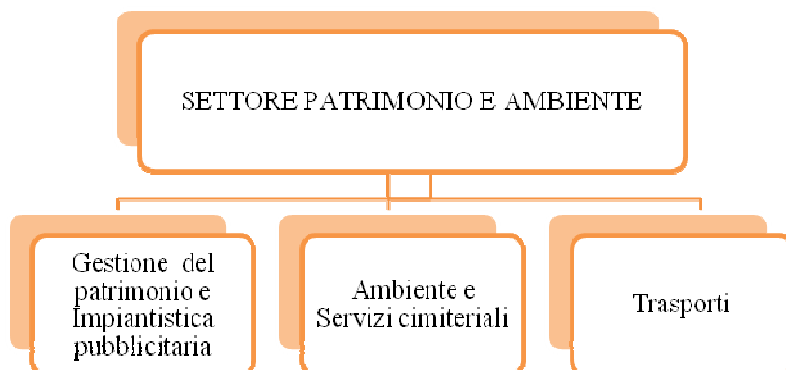 SETTORE PATRIMONIO E AMBIENTE
Gestione del
patrimonio e
Impiantistica
pubblicitaria
Ambiente e
Servizi cimiteriali
Trasporti